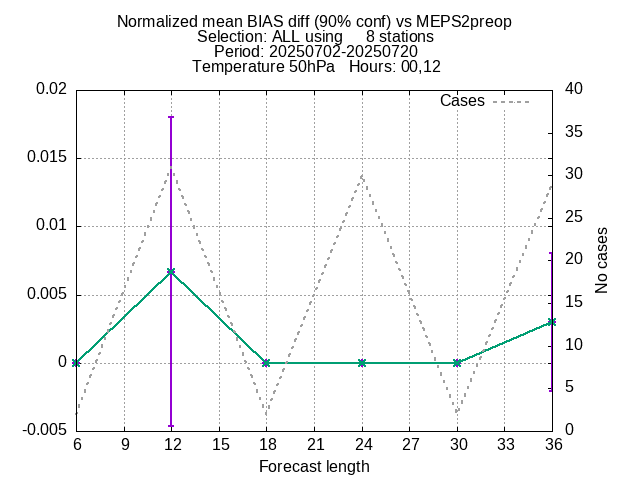 Normalized mean BIAS diff (90% conf) vs MEPS2preop
Selection: ALL using     8 stations
Period: 20250702-20250720
Temperature 50hPa   Hours: 00,12
Cases
0.02
0.015
0.01
0.005
0
-0.005
40
35
30
25
20
15
10
5
0
No cases
6 9 12 15 18 21 24 27 30 33 36
Forecast length